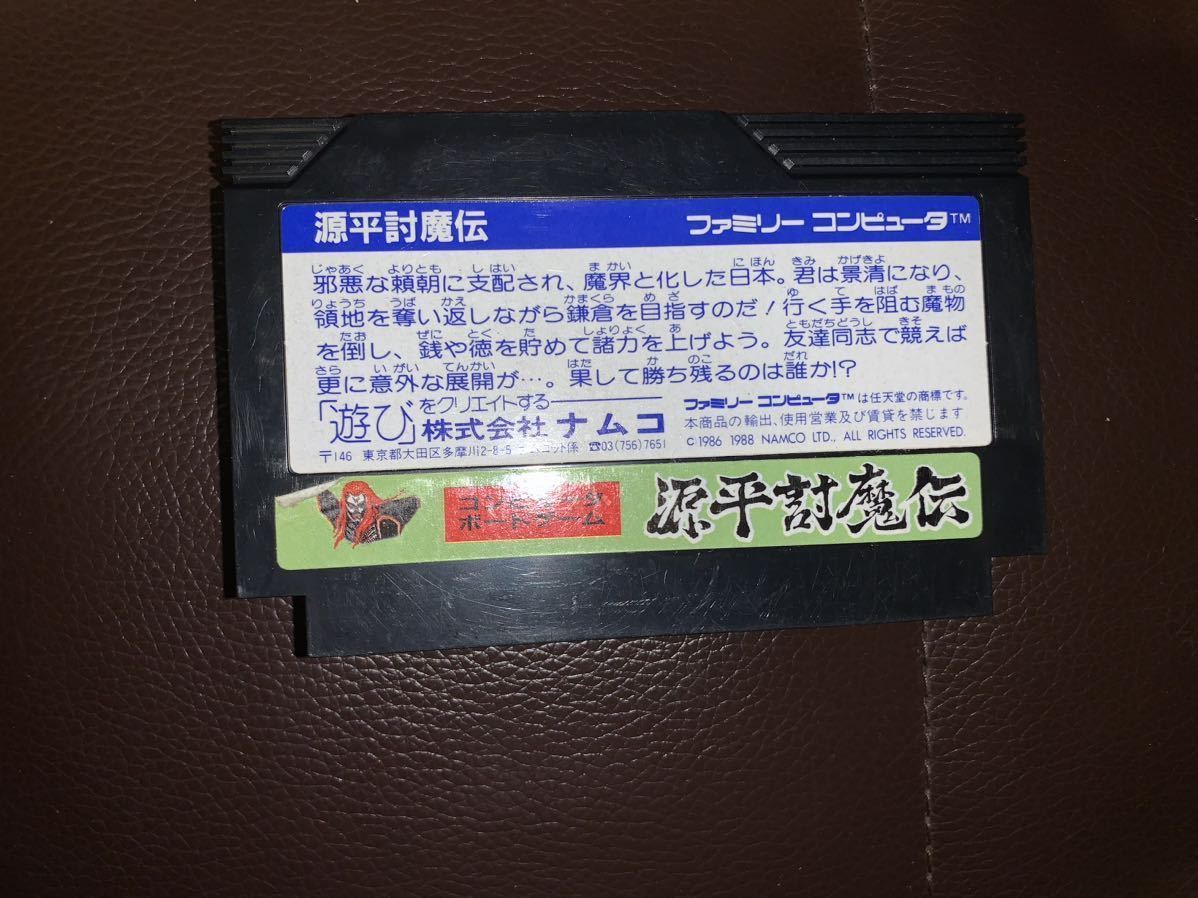 源平討魔伝
ファミリー コンピュータ™
じゃあく よりとも しはい まかい にほん きみ かげきよ
邪悪な頼朝に支配され、魔界と化した日本。君は景清になり、
りょうち うば かえ かまくら めざ ゆ て はば まもの
領地を奪い返しながら鎌倉を目指すのだ！行く手を阻む魔物
たお ぜに とく た しょりょく あ ともだちどうし きそ
を倒し、銭や徳を貯めて諸力を上げよう。友達同志で競えば
さら いがい てんかい はた か のこ だれ
更に意外な展開が…。果して勝ち残るのは誰か!?
「遊び」をクリエイトする——
株式会社 ナムコ
〒146 東京都大田区多摩川2-8-5 ナムコット係 ☎03(756)7651
ファミリー コンピュータ™は任天堂の商標です。
本商品の輸出、使用営業及び賃貸を禁じます
©1986 1988 NAMCO LTD., ALL RIGHTS RESERVED.
コンピュータ
ボードゲーム
源平討魔伝